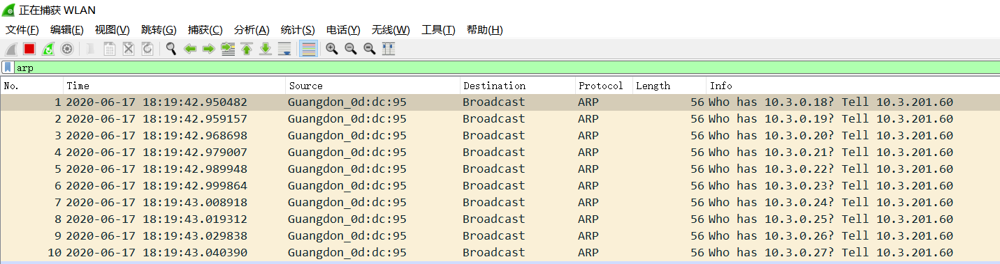 正在捕获 WLAN
文件(F) 编辑(E) 视图(V) 跳转(G) 捕获(C) 分析(A) 统计(S) 电话(Y) 无线(W) 工具(T) 帮助(H)
arp
No. Time Source Destination Protocol Length Info
1 2020-06-17 18:19:42.950482 Guangdon_0d:dc:95 Broadcast ARP 56 Who has 10.3.0.18? Tell 10.3.201.60
2 2020-06-17 18:19:42.959157 Guangdon_0d:dc:95 Broadcast ARP 56 Who has 10.3.0.19? Tell 10.3.201.60
3 2020-06-17 18:19:42.968698 Guangdon_0d:dc:95 Broadcast ARP 56 Who has 10.3.0.20? Tell 10.3.201.60
4 2020-06-17 18:19:42.979007 Guangdon_0d:dc:95 Broadcast ARP 56 Who has 10.3.0.21? Tell 10.3.201.60
5 2020-06-17 18:19:42.989948 Guangdon_0d:dc:95 Broadcast ARP 56 Who has 10.3.0.22? Tell 10.3.201.60
6 2020-06-17 18:19:42.999864 Guangdon_0d:dc:95 Broadcast ARP 56 Who has 10.3.0.23? Tell 10.3.201.60
7 2020-06-17 18:19:43.008918 Guangdon_0d:dc:95 Broadcast ARP 56 Who has 10.3.0.24? Tell 10.3.201.60
8 2020-06-17 18:19:43.019312 Guangdon_0d:dc:95 Broadcast ARP 56 Who has 10.3.0.25? Tell 10.3.201.60
9 2020-06-17 18:19:43.029838 Guangdon_0d:dc:95 Broadcast ARP 56 Who has 10.3.0.26? Tell 10.3.201.60
10 2020-06-17 18:19:43.040390 Guangdon_0d:dc:95 Broadcast ARP 56 Who has 10.3.0.27? Tell 10.3.201.60